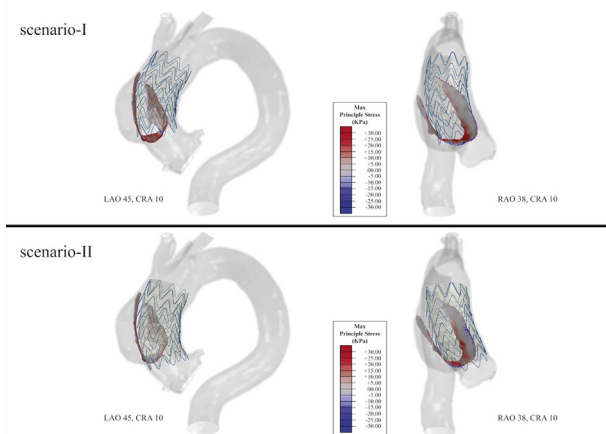 scenario-I
Max
Principle Stress
(KPa)
+30.00
+25.00
+20.00
+15.00
+10.00
+5.00
00.00
-5.00
-10.00
-15.00
-20.00
-25.00
-30.00
LAO 45, CRA 10
RAO 38, CRA 10
scenario-II
Max
Principle Stress
(KPa)
+30.00
+25.00
+20.00
+15.00
+10.00
+5.00
00.00
-5.00
-10.00
-15.00
-20.00
-25.00
-30.00
LAO 45, CRA 10
RAO 38, CRA 10